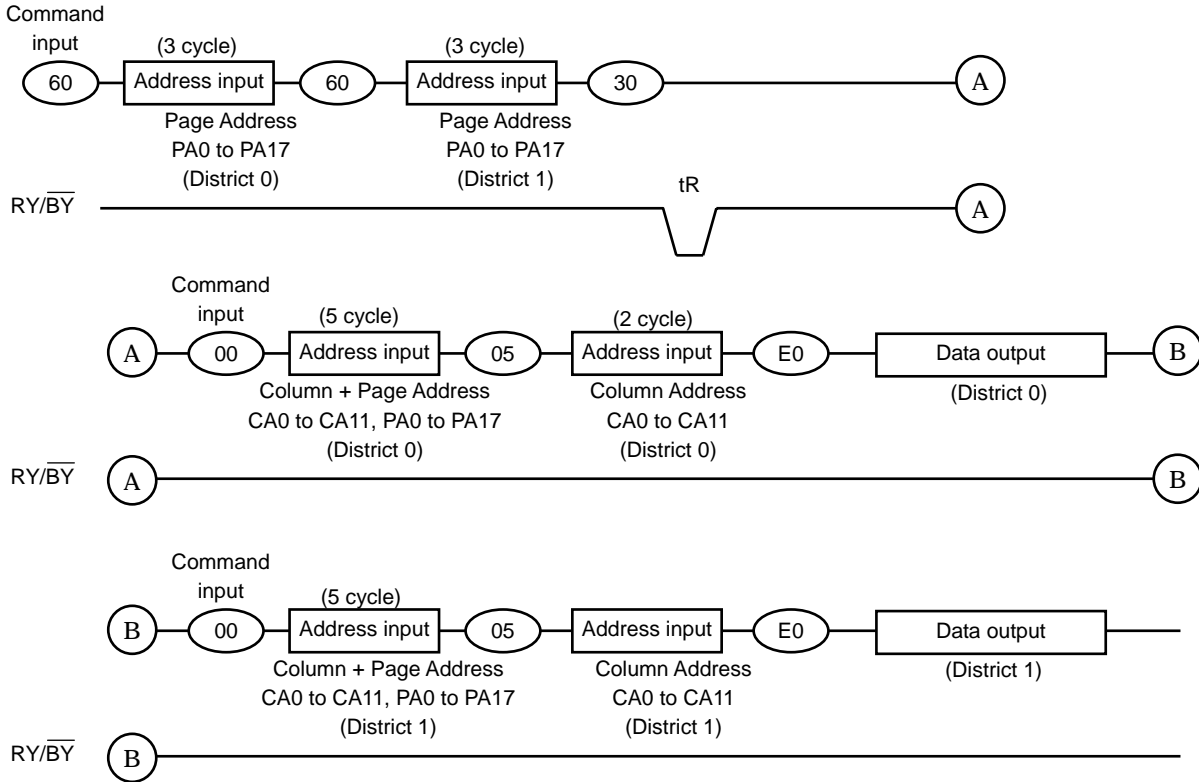 Command
input
(3 cycle)
(3 cycle)
60
Address input
60
Address input
30
A
Page Address
PA0 to PA17
(District 0)
Page Address
PA0 to PA17
(District 1)
tR
RY/BY
A
Command
input
(5 cycle)
(2 cycle)
A
00
Address input
05
Address input
E0
Data output
B
Column + Page Address
CA0 to CA11, PA0 to PA17
(District 0)
Column Address
CA0 to CA11
(District 0)
(District 0)
RY/BY
A
B
Command
input
(5 cycle)
B
00
Address input
05
Address input
E0
Data output
Column + Page Address
CA0 to CA11, PA0 to PA17
(District 1)
Column Address
CA0 to CA11
(District 1)
(District 1)
RY/BY
B